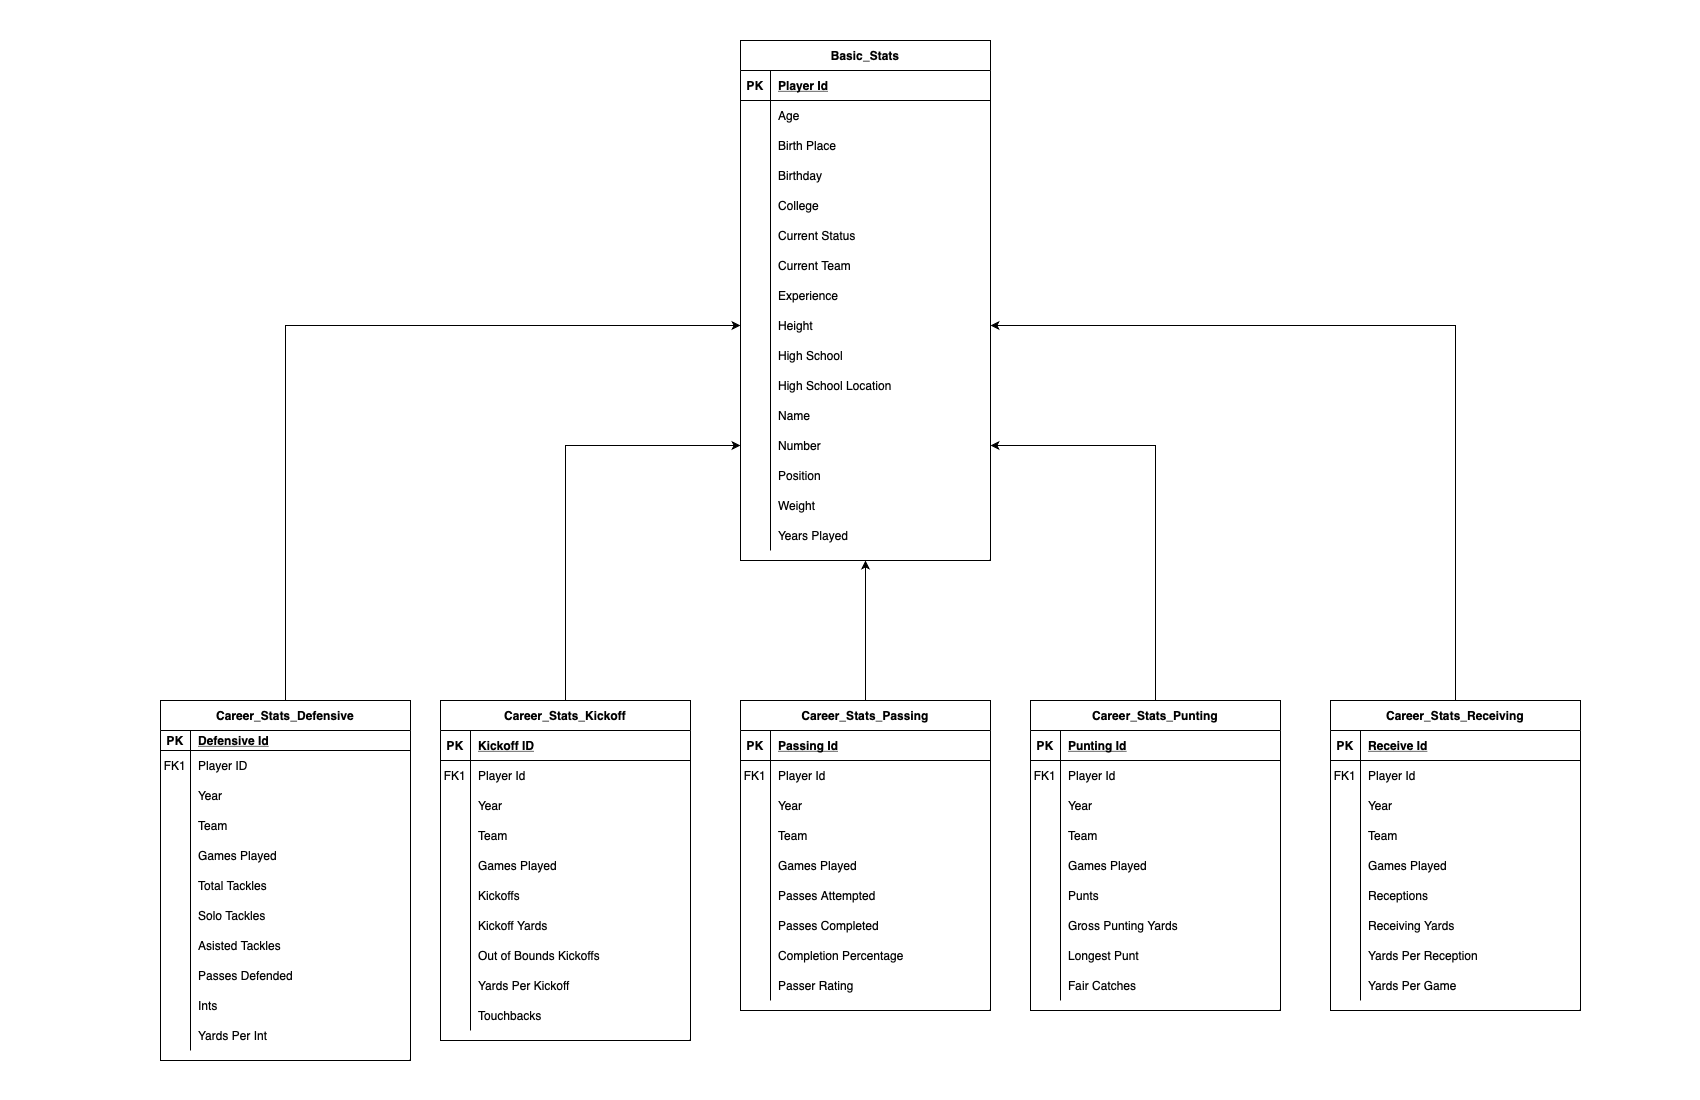 Basic_Stats
PK Player Id
Age
Birth Place
Birthday
College
Current Status
Current Team
Experience
Height
High School
High School Location
Name
Number
Position
Weight
Years Played
Career_Stats_Defensive
PK Defensive Id
FK1 Player ID
Year
Team
Games Played
Total Tackles
Solo Tackles
Asisted Tackles
Passes Defended
Ints
Yards Per Int
Career_Stats_Kickoff
PK Kickoff ID
FK1 Player Id
Year
Team
Games Played
Kickoffs
Kickoff Yards
Out of Bounds Kickoffs
Yards Per Kickoff
Touchbacks
Career_Stats_Passing
PK Passing Id
FK1 Player Id
Year
Team
Games Played
Passes Attempted
Passes Completed
Completion Percentage
Passer Rating
Career_Stats_Punting
PK Punting Id
FK1 Player Id
Year
Team
Games Played
Punts
Gross Punting Yards
Longest Punt
Fair Catches
Career_Stats_Receiving
PK Receive Id
FK1 Player Id
Year
Team
Games Played
Receptions
Receiving Yards
Yards Per Reception
Yards Per Game